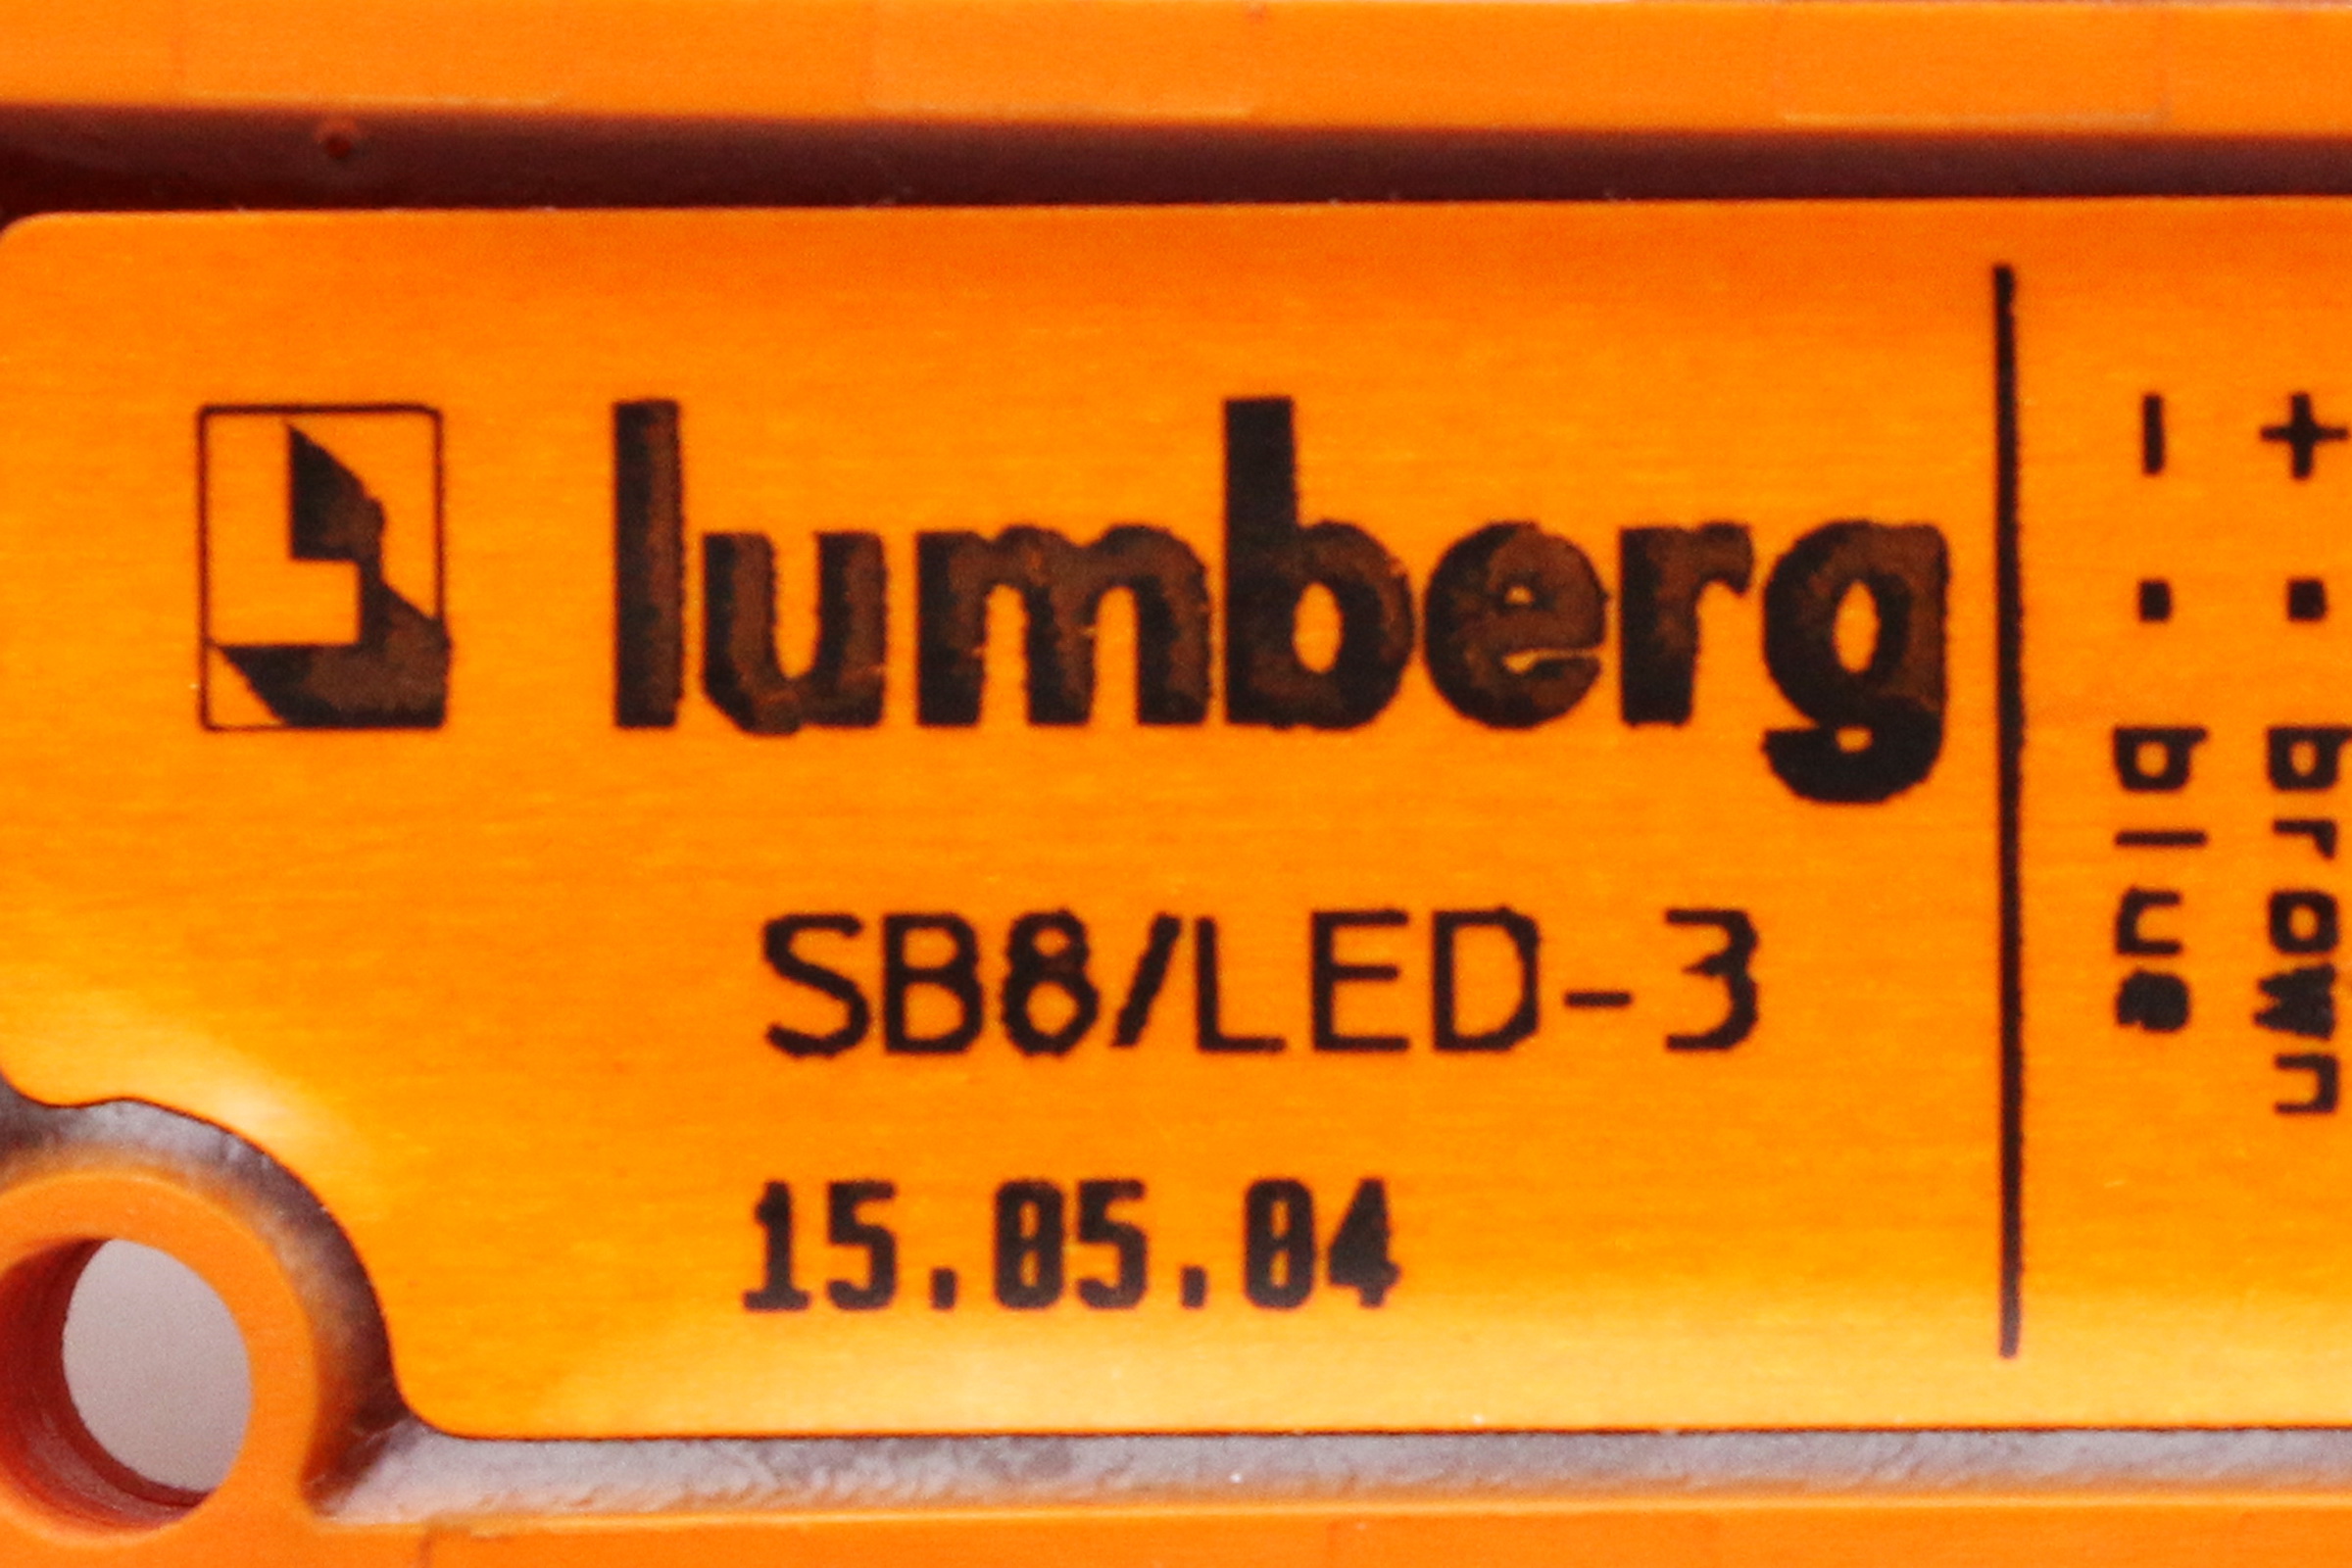 lumberg
SB8/LED-3
15.05.04
- : blue
+ : brown